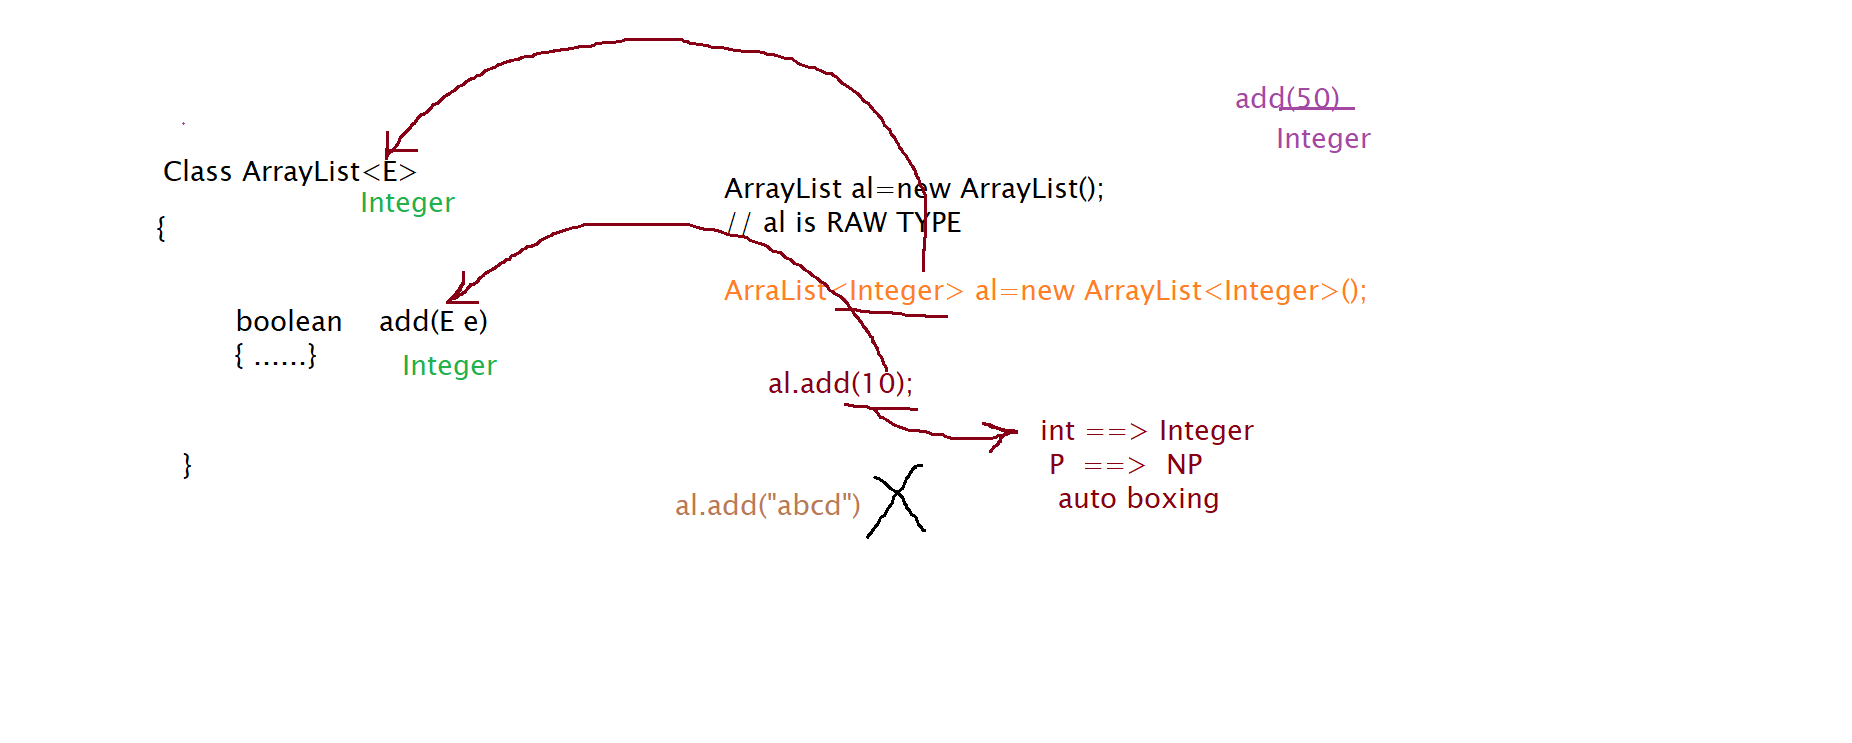 Class ArrayList<E>
Integer
{
boolean add(E e)
{ ......}
Integer
}
add(50)
Integer
ArrayList al=new ArrayList();
// al is RAW TYPE
ArraList<Integer> al=new ArrayList<Integer>();
al.add(10);
int ==> Integer
P ==> NP
auto boxing
al.add("abcd")